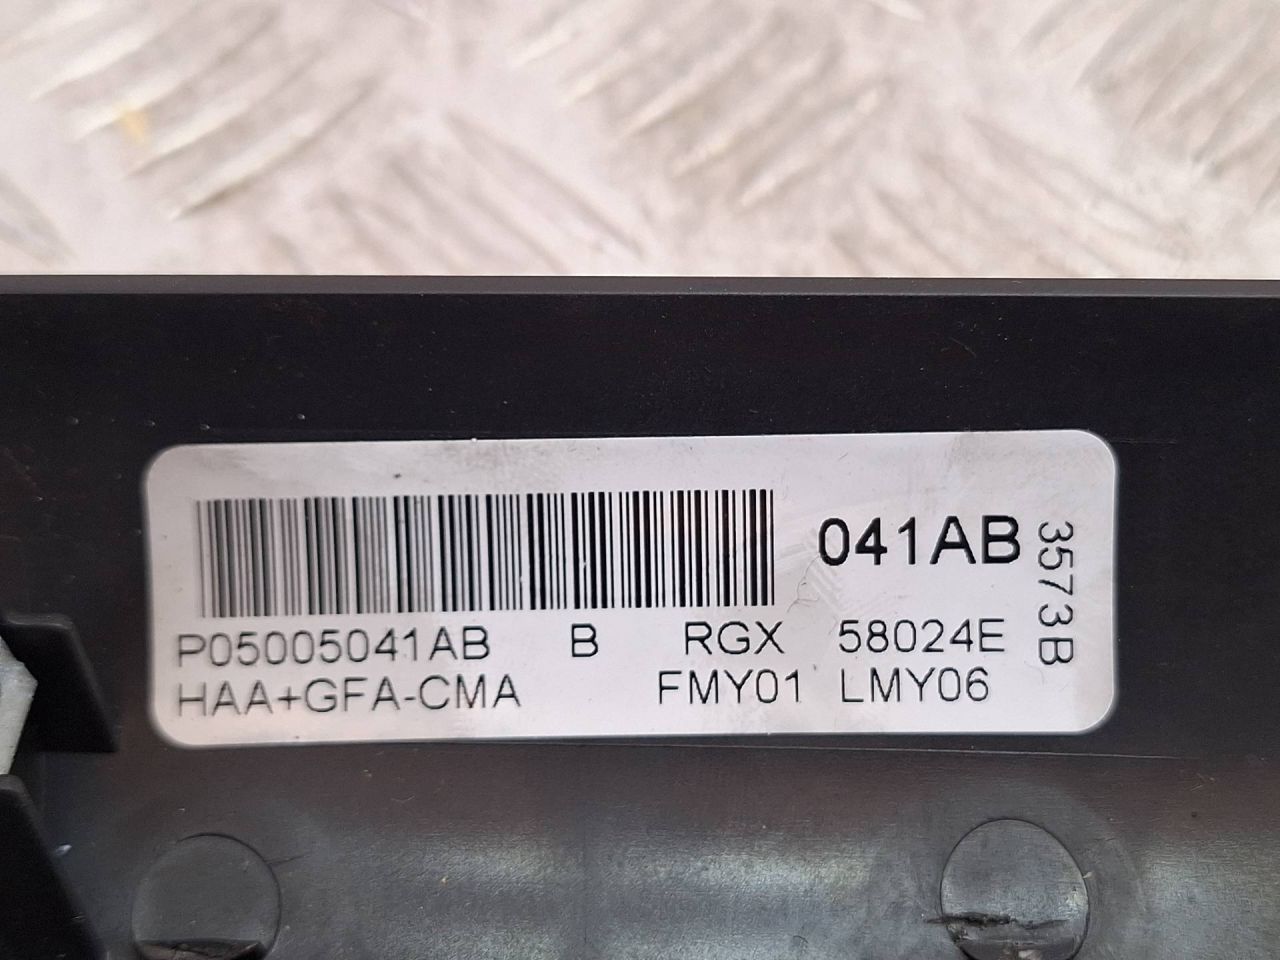 041AB
3573B
P05005041AB B RGX 58024E
HAA+GFA-CMA FMY01 LMY06